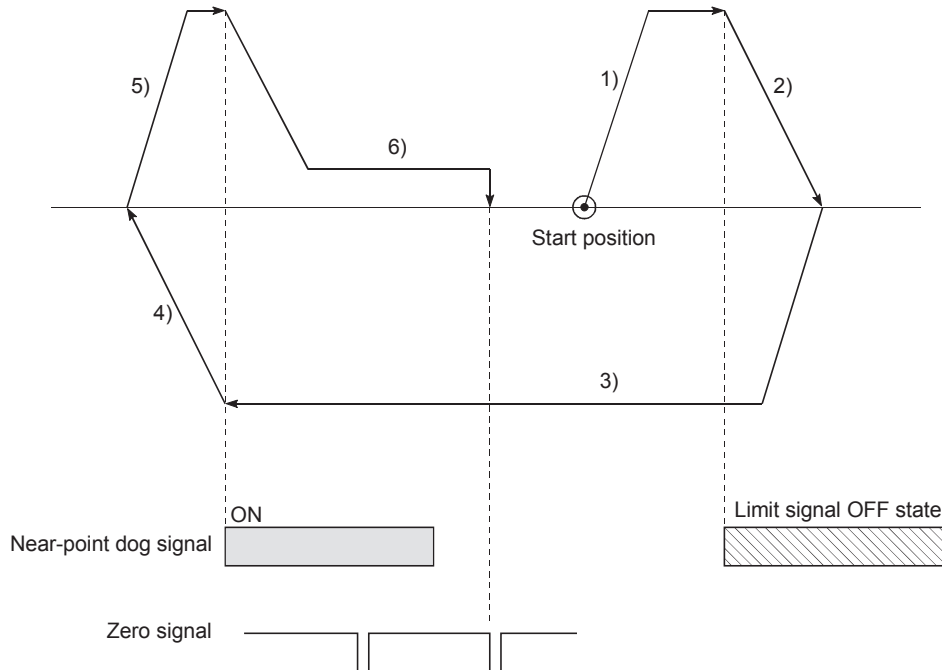 5)
1)
2)
6)
Start position
4)
3)
ON
Limit signal OFF state
Near-point dog signal
Zero signal